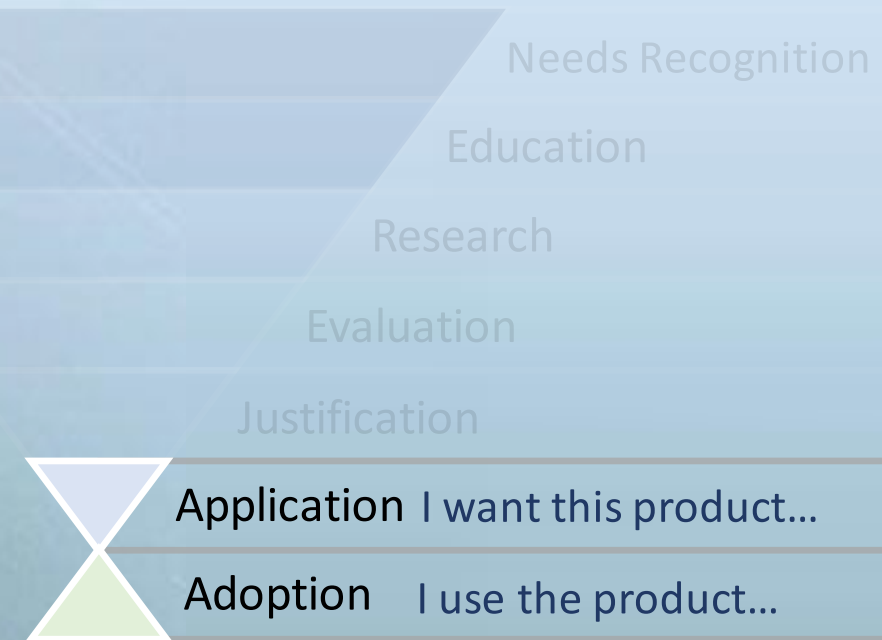 Needs Recognition
Education
Research
Evaluation
Justification
Application I want this product...
Adoption I use the product...